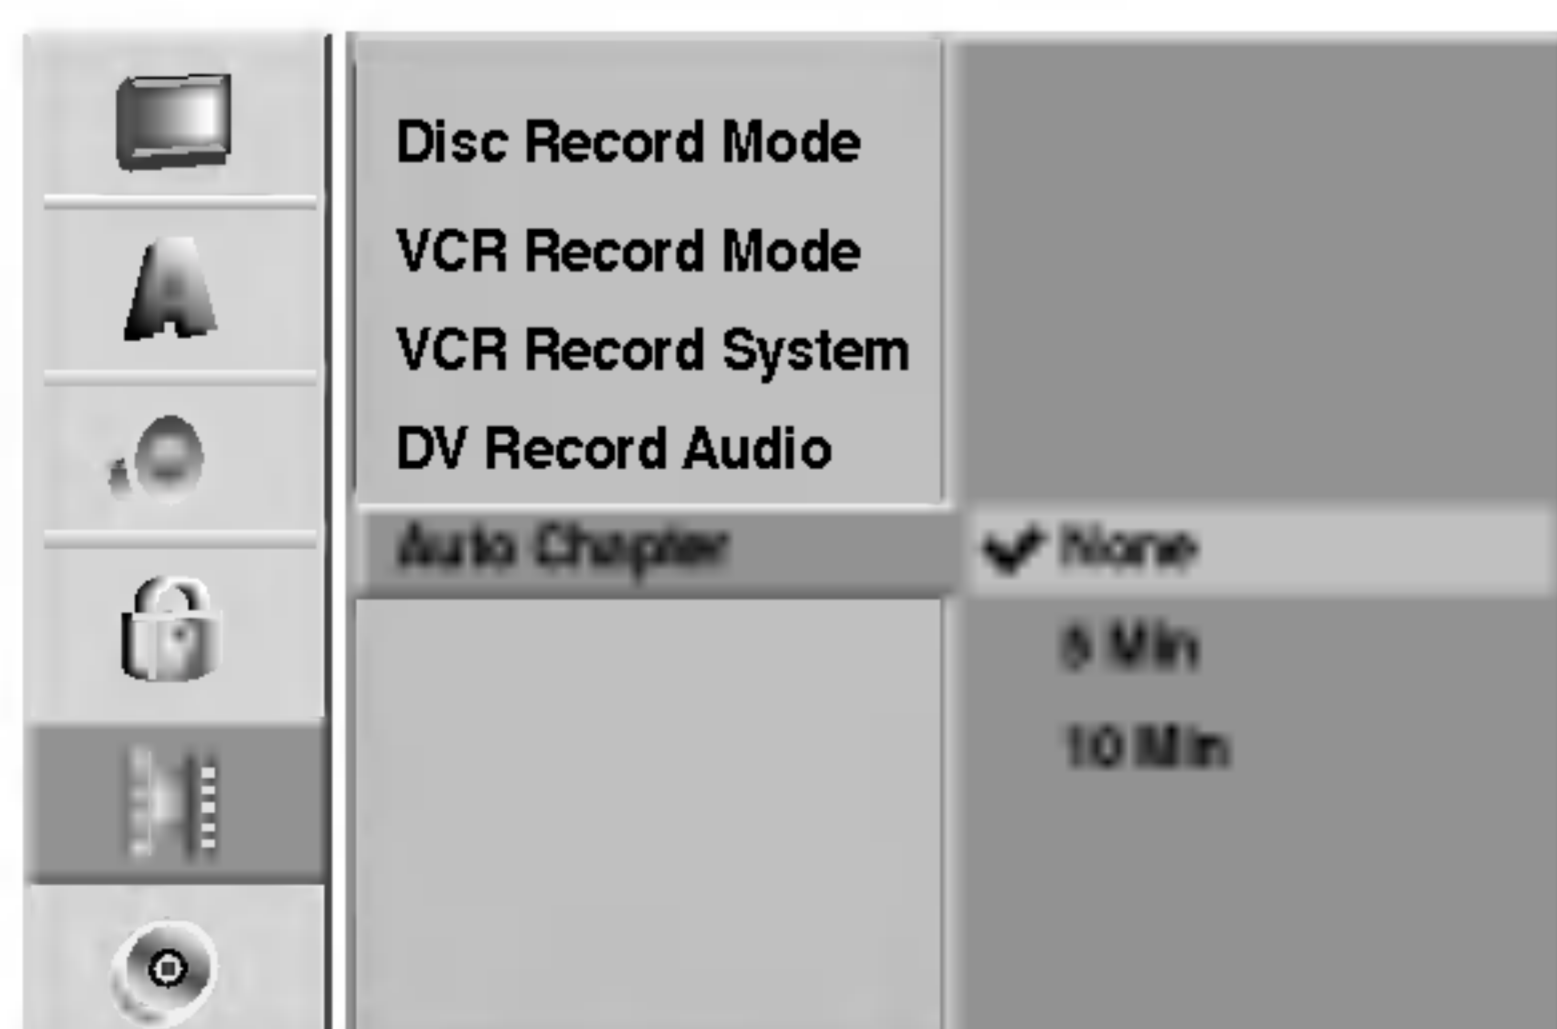 Disc Record Mode
VCR Record Mode
VCR Record System
DV Record Audio
Auto Chapter
None
5 Min
10 Min